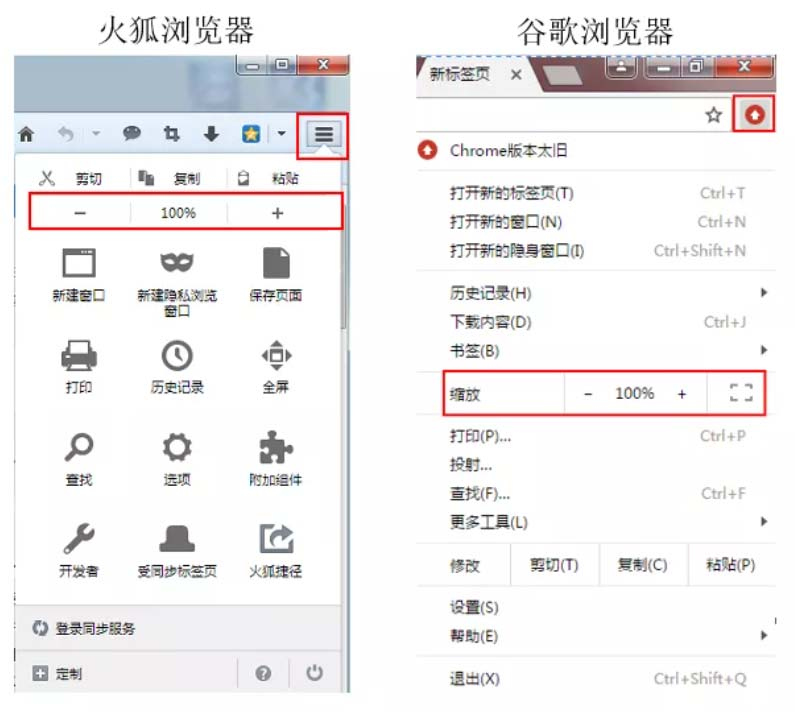 火狐浏览器
剪切 复制 粘贴
− 100% +
新建窗口 新建隐私浏览窗口 保存页面
打印 历史记录 全屏
查找 选项 附加组件
开发者 受同步标签页 火狐捷径
登录同步服务
定制
谷歌浏览器
新标签页
Chrome版本太旧
打开新的标签页(T) Ctrl+T
打开新的窗口(N) Ctrl+N
打开新的隐身窗口(I) Ctrl+Shift+N
历史记录(H)
下载内容(D) Ctrl+J
书签(B)
缩放 − 100% +
打印(P)... Ctrl+P
投射...
查找(F)... Ctrl+F
更多工具(L)
修改 剪切(T) 复制(C) 粘贴(P)
设置(S)
帮助(E)
退出(X) Ctrl+Shift+Q